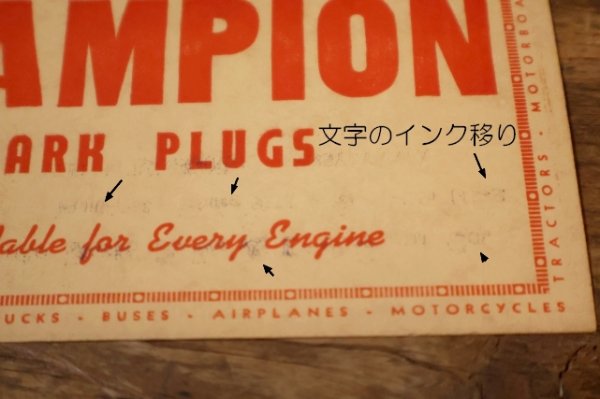 AMPION
ARK PLUGS
文字のインク移り
able for Every Engine
UCKS - BUSES - AIRPLANES - MOTORCYCLES
TRACTORS - MOTORBOA